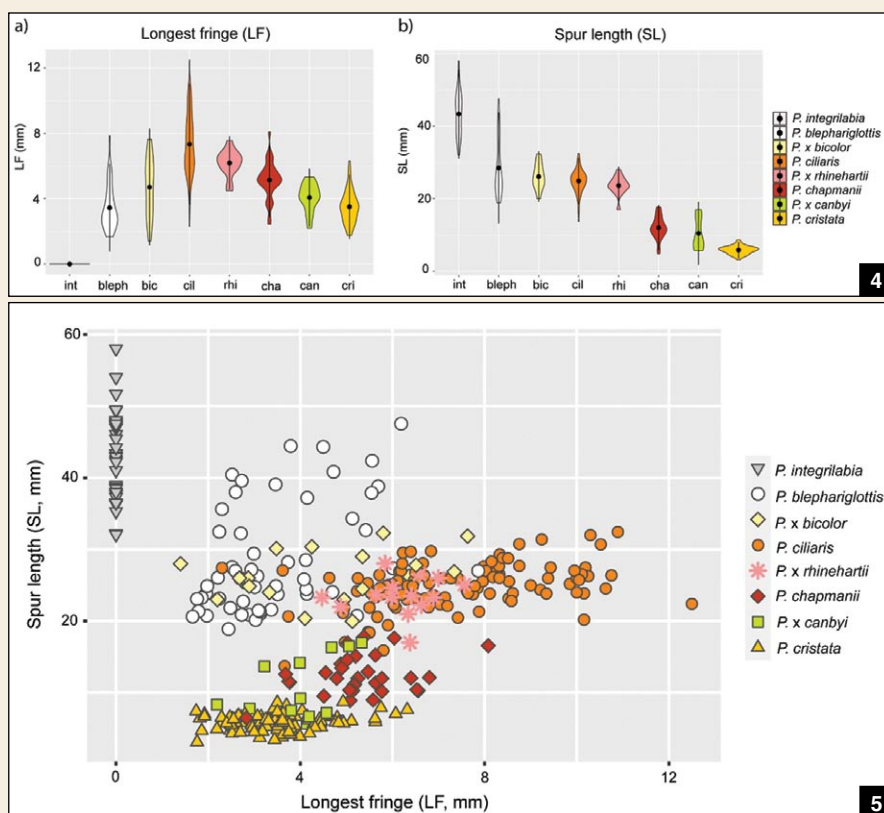 a)
Longest fringe (LF)
12
8
4
0
LF (mm)
int bleph bic cil rhi cha can cri
b)
Spur length (SL)
60
40
20
0
SL (mm)
int bleph bic cil rhi cha can cri
P. integrilabia
P. blephariglottis
P. x bicolor
P. ciliaris
P. x rhinehartii
P. chapmanii
P. x canbyi
P. cristata
4
60
40
20
0
Spur length (SL, mm)
0 4 8 12
Longest fringe (LF, mm)
P. integrilabia
P. blephariglottis
P. x bicolor
P. ciliaris
P. x rhinehartii
P. chapmanii
P. x canbyi
P. cristata
5